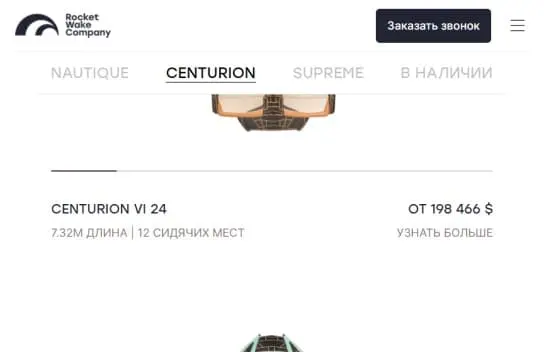 Rocket
Wake
Company
Заказать звонок
NAUTIQUE CENTURION SUPREME В НАЛИЧИИ
CENTURION VI 24 ОТ 198 466 $
7.32М ДЛИНА | 12 СИДЯЧИХ МЕСТ УЗНАТЬ БОЛЬШЕ